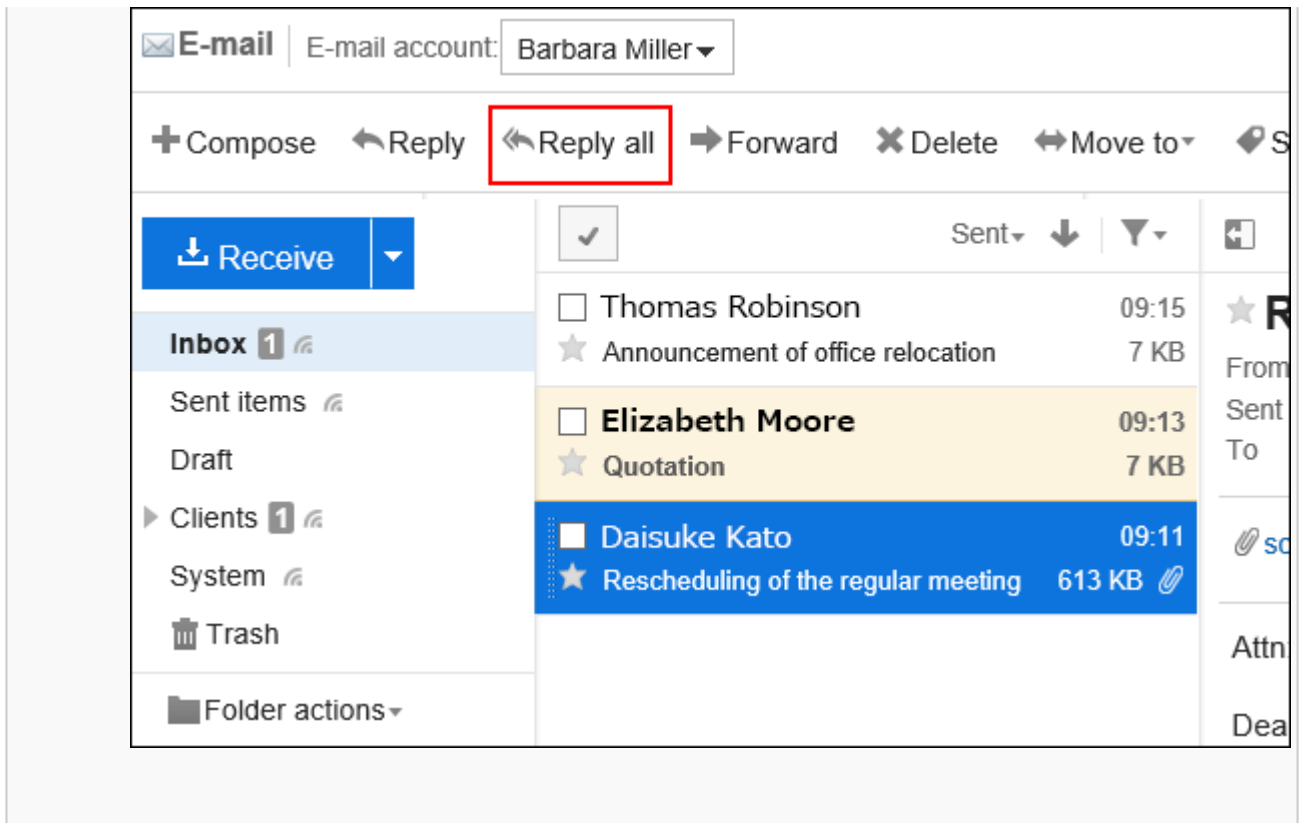 E-mail E-mail account: Barbara Miller
Compose Reply Reply all Forward Delete Move to S
Receive
Sent
Inbox 1
Sent items
Draft
Clients 1
System
Trash
Folder actions
Thomas Robinson 09:15
Announcement of office relocation 7 KB
Elizabeth Moore 09:13
Quotation 7 KB
Daisuke Kato 09:11
Rescheduling of the regular meeting 613 KB
R
From
Sent
To
sc
Attn:
Dea